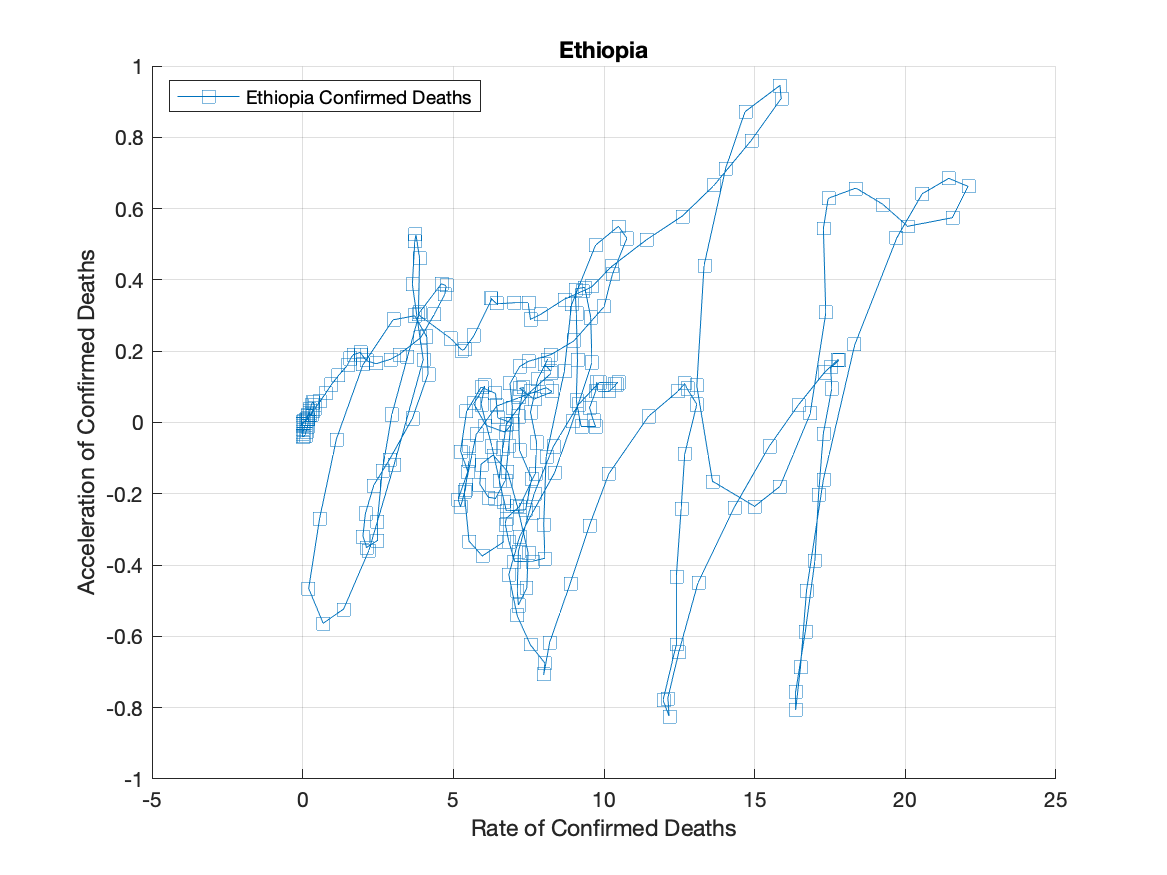 Ethiopia
Ethiopia Confirmed Deaths
1
0.8
0.6
0.4
0.2
0
-0.2
-0.4
-0.6
-0.8
-1
Acceleration of Confirmed Deaths
-5 0 5 10 15 20 25
Rate of Confirmed Deaths